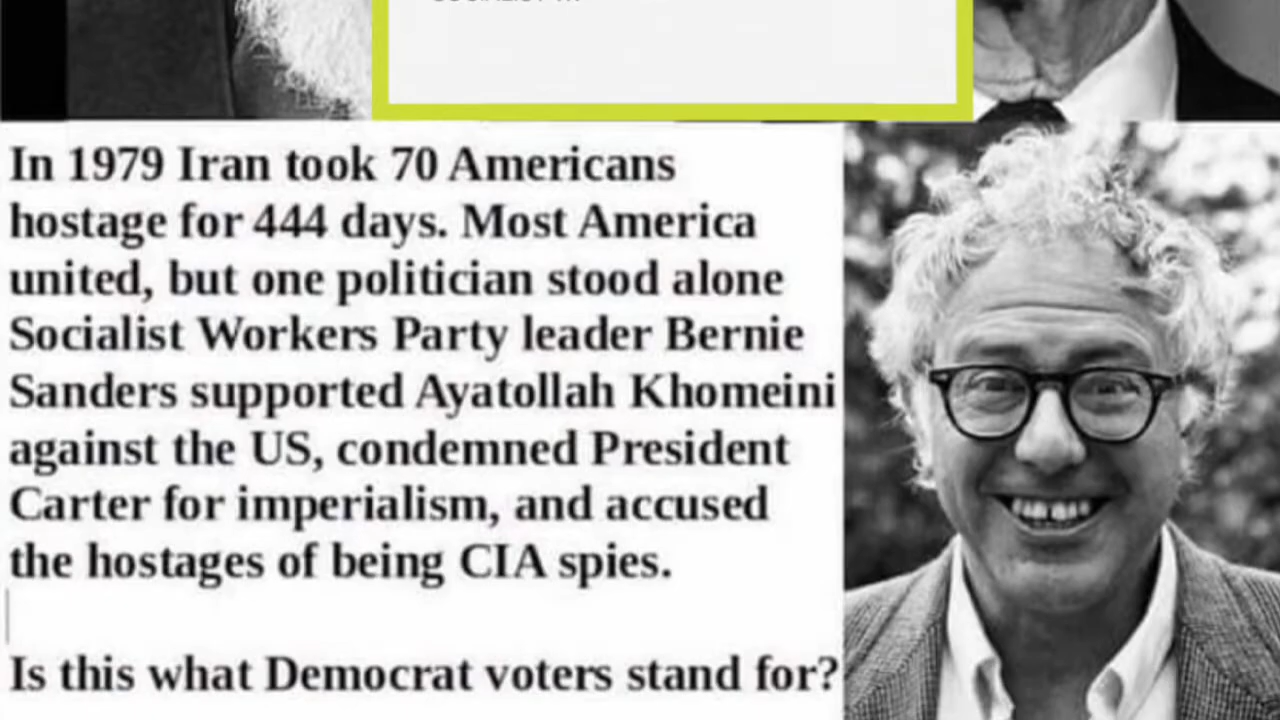 In 1979 Iran took 70 Americans
hostage for 444 days. Most America
united, but one politician stood alone
Socialist Workers Party leader Bernie
Sanders supported Ayatollah Khomeini
against the US, condemned President
Carter for imperialism, and accused
the hostages of being CIA spies.
Is this what Democrat voters stand for?